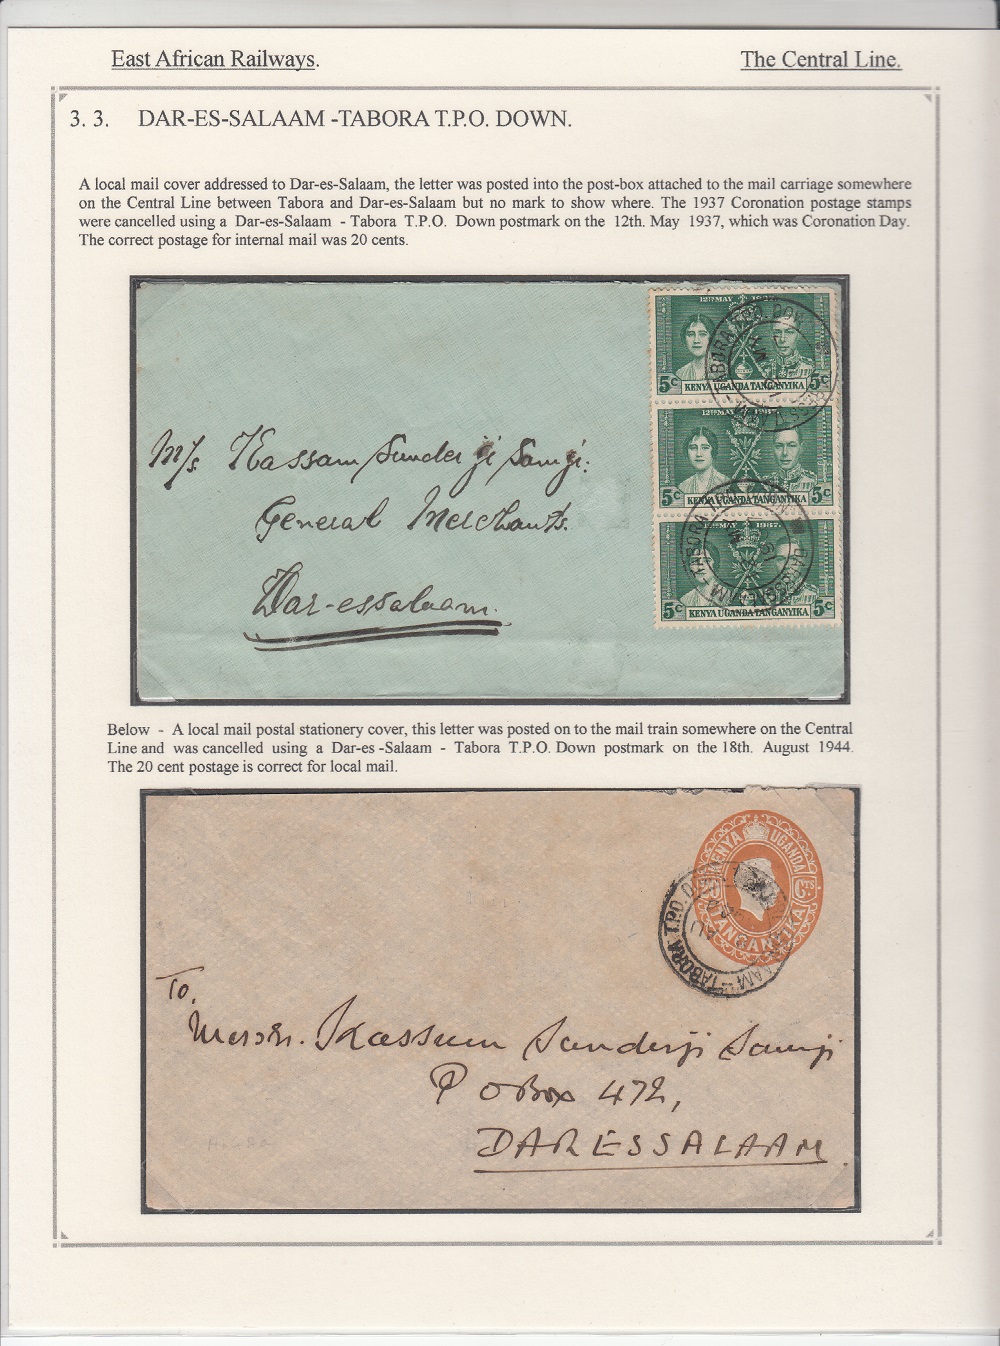 East African Railways.
The Central Line.
3. 3. DAR-ES-SALAAM -TABORA T.P.O. DOWN.
A local mail cover addressed to Dar-es-Salaam, the letter was posted into the post-box attached to the mail carriage somewhere
on the Central Line between Tabora and Dar-es-Salaam but no mark to show where. The 1937 Coronation postage stamps
were cancelled using a Dar-es-Salaam - Tabora T.P.O. Down postmark on the 12th. May 1937, which was Coronation Day.
The correct postage for internal mail was 20 cents.
12TH MAY 1937.
5c 5c
KENYA UGANDA TANGANYIKA
12TH MAY 1937.
5c 5c
KENYA UGANDA TANGANYIKA
12TH MAY 1937.
5c 5c
KENYA UGANDA TANGANYIKA
M/s Kassam Sunderji Samji:
General Merchants.
Dar-essalaam.
Below - A local mail postal stationery cover, this letter was posted on to the mail train somewhere on the Central
Line and was cancelled using a Dar-es -Salaam - Tabora T.P.O. Down postmark on the 18th. August 1944.
The 20 cent postage is correct for local mail.
KENYA UGANDA
CTS
TANGANYIKA
AAM - TABORA T.P.O.
AU
To,
Messrs. Kassum Sunderji Samji
P O Box 472,
DARESSALAAM.